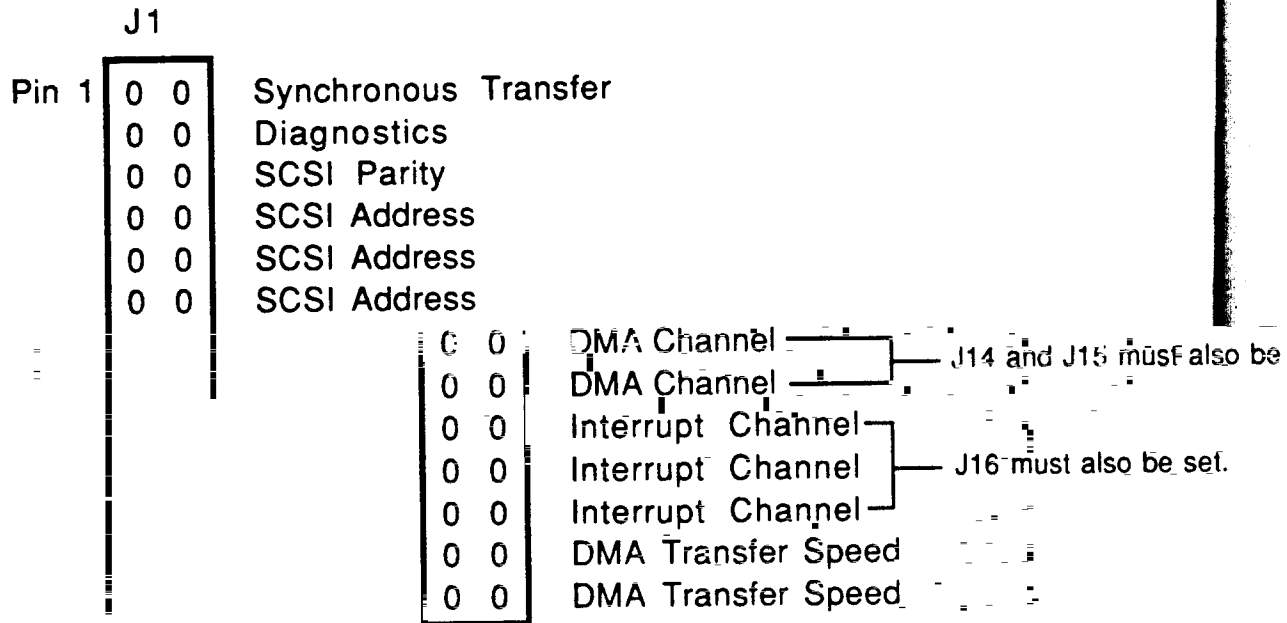 J1
Pin 1 0 0 Synchronous Transfer
0 0 Diagnostics
0 0 SCSI Parity
0 0 SCSI Address
0 0 SCSI Address
0 0 SCSI Address
0 0 DMA Channel J14 and J15 must also be
0 0 DMA Channel
0 0 Interrupt Channel
0 0 Interrupt Channel J16 must also be set.
0 0 Interrupt Channel
0 0 DMA Transfer Speed
0 0 DMA Transfer Speed